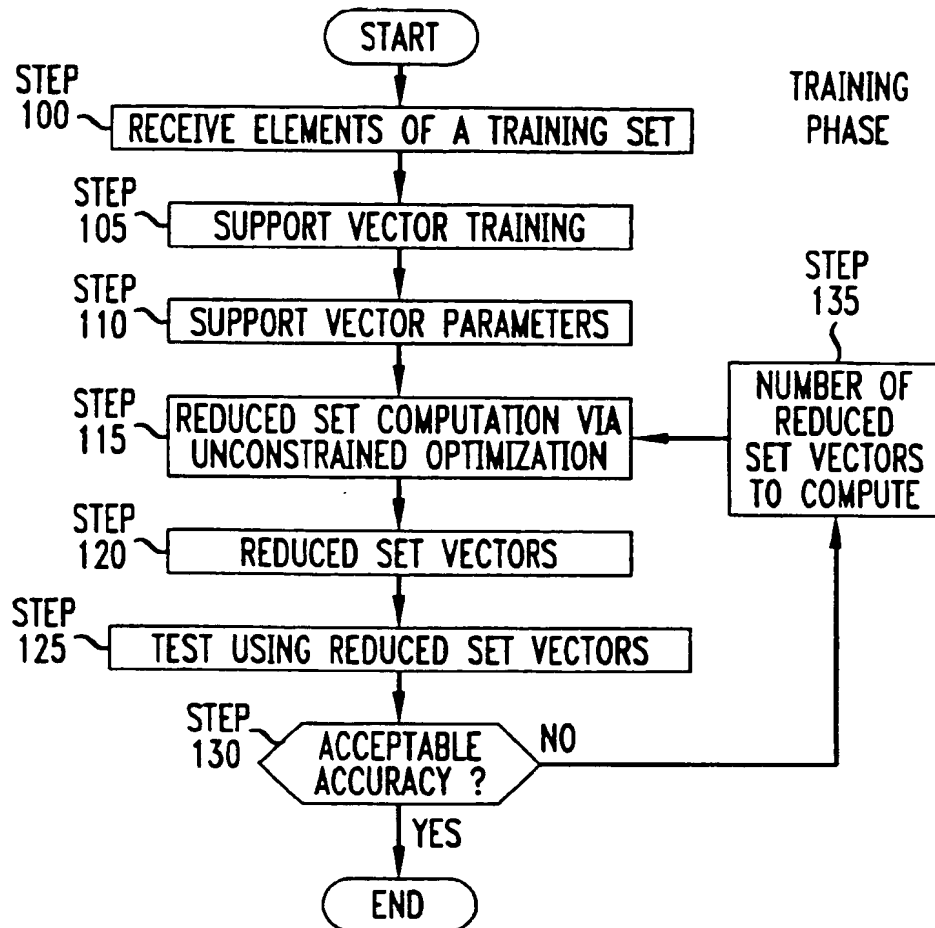 START
STEP
100
RECEIVE ELEMENTS OF A TRAINING SET
TRAINING
PHASE
STEP
105
SUPPORT VECTOR TRAINING
STEP
110
SUPPORT VECTOR PARAMETERS
STEP
135
NUMBER OF
REDUCED
SET VECTORS
TO COMPUTE
STEP
115
REDUCED SET COMPUTATION VIA
UNCONSTRAINED OPTIMIZATION
STEP
120
REDUCED SET VECTORS
STEP
125
TEST USING REDUCED SET VECTORS
STEP
130
ACCEPTABLE
ACCURACY ?
NO
YES
END